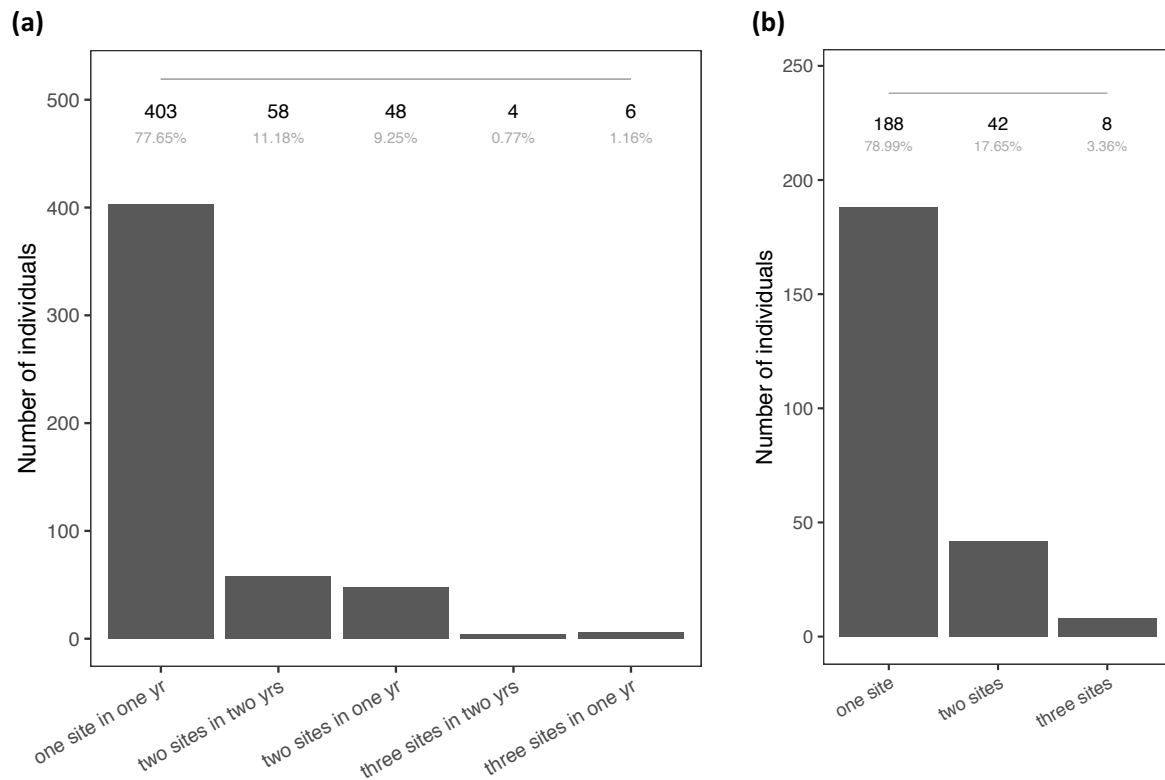 (a)
Number of individuals
500
400
300
200
100
0
403 58 48 4 6
77.65% 11.18% 9.25% 0.77% 1.16%
one site in one yr
two sites in two yrs
two sites in one yr
three sites in two yrs
three sites in one yr
(b)
Number of individuals
250
200
150
100
50
0
188 42 8
78.99% 17.65% 3.36%
one site
two sites
three sites